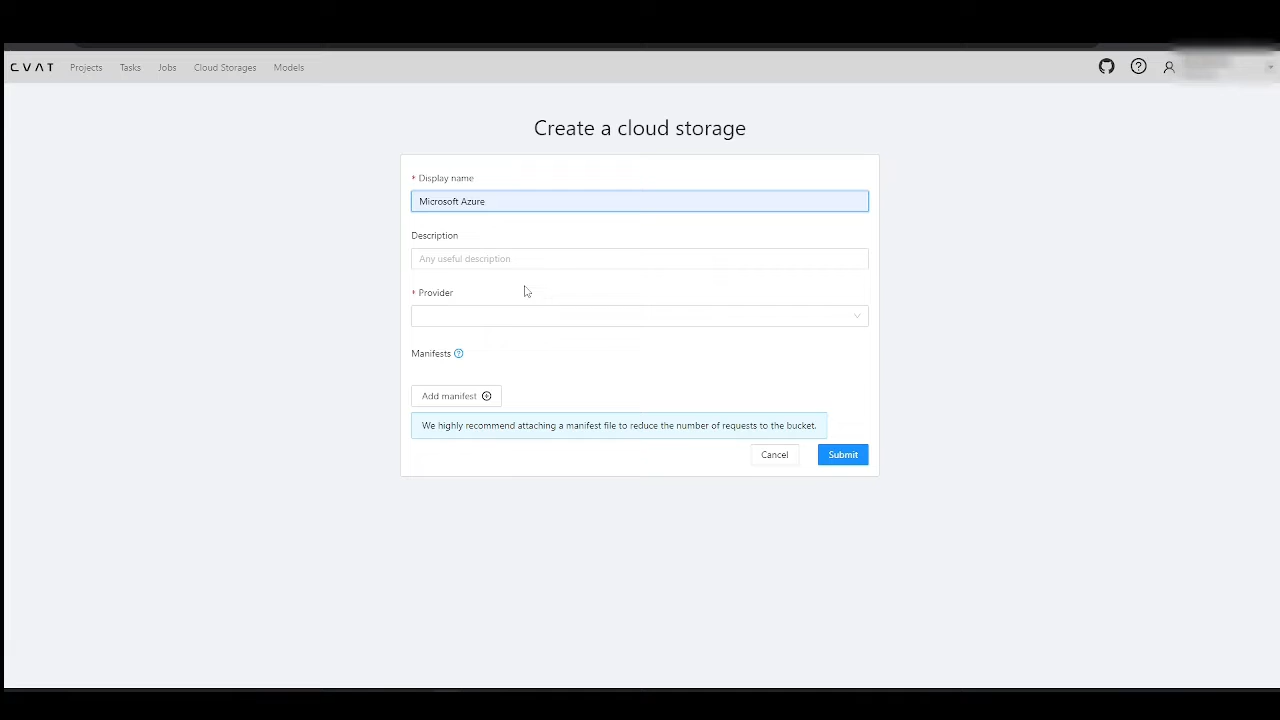 CVAT Projects Tasks Jobs Cloud Storages Models
Create a cloud storage
* Display name
Microsoft Azure
Description
Any useful description
* Provider
Manifests
Add manifest
We highly recommend attaching a manifest file to reduce the number of requests to the bucket.
Cancel Submit